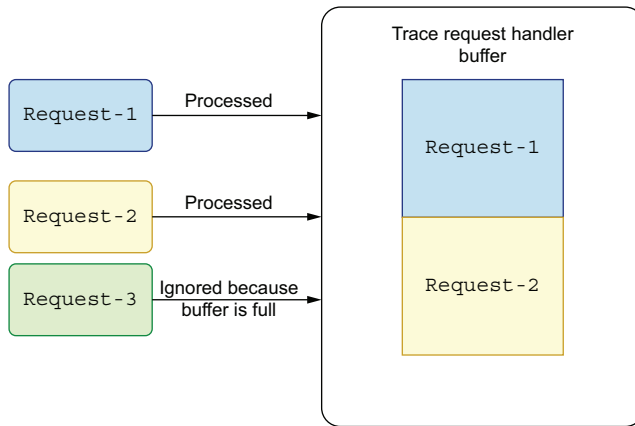 Trace request handler
buffer
Request-1
Processed
Request-1
Request-2
Processed
Request-2
Request-3
Ignored because
buffer is full